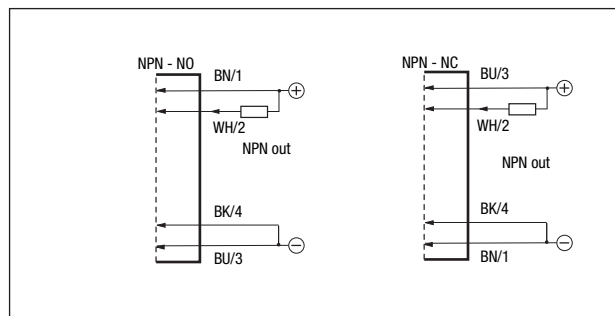 NPN - NO
BN/1
+
WH/2
NPN out
BK/4
−
BU/3
NPN - NC
BU/3
+
WH/2
NPN out
BK/4
−
BN/1